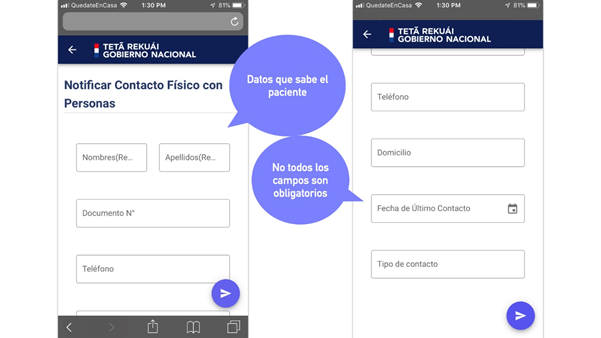 QuedateEnCasa
1:30 PM
81%
TETÃ REKUÁI
GOBIERNO NACIONAL
Notificar Contacto Físico con
Personas
Nombres(Re...
Apellidos(Re...
Documento N°
Teléfono
Datos que sabe el
paciente
No todos los
campos son
obligatorios
QuedateEnCasa
1:30 PM
81%
TETÃ REKUÁI
GOBIERNO NACIONAL
Teléfono
Domicilio
Fecha de Último Contacto
Tipo de contacto